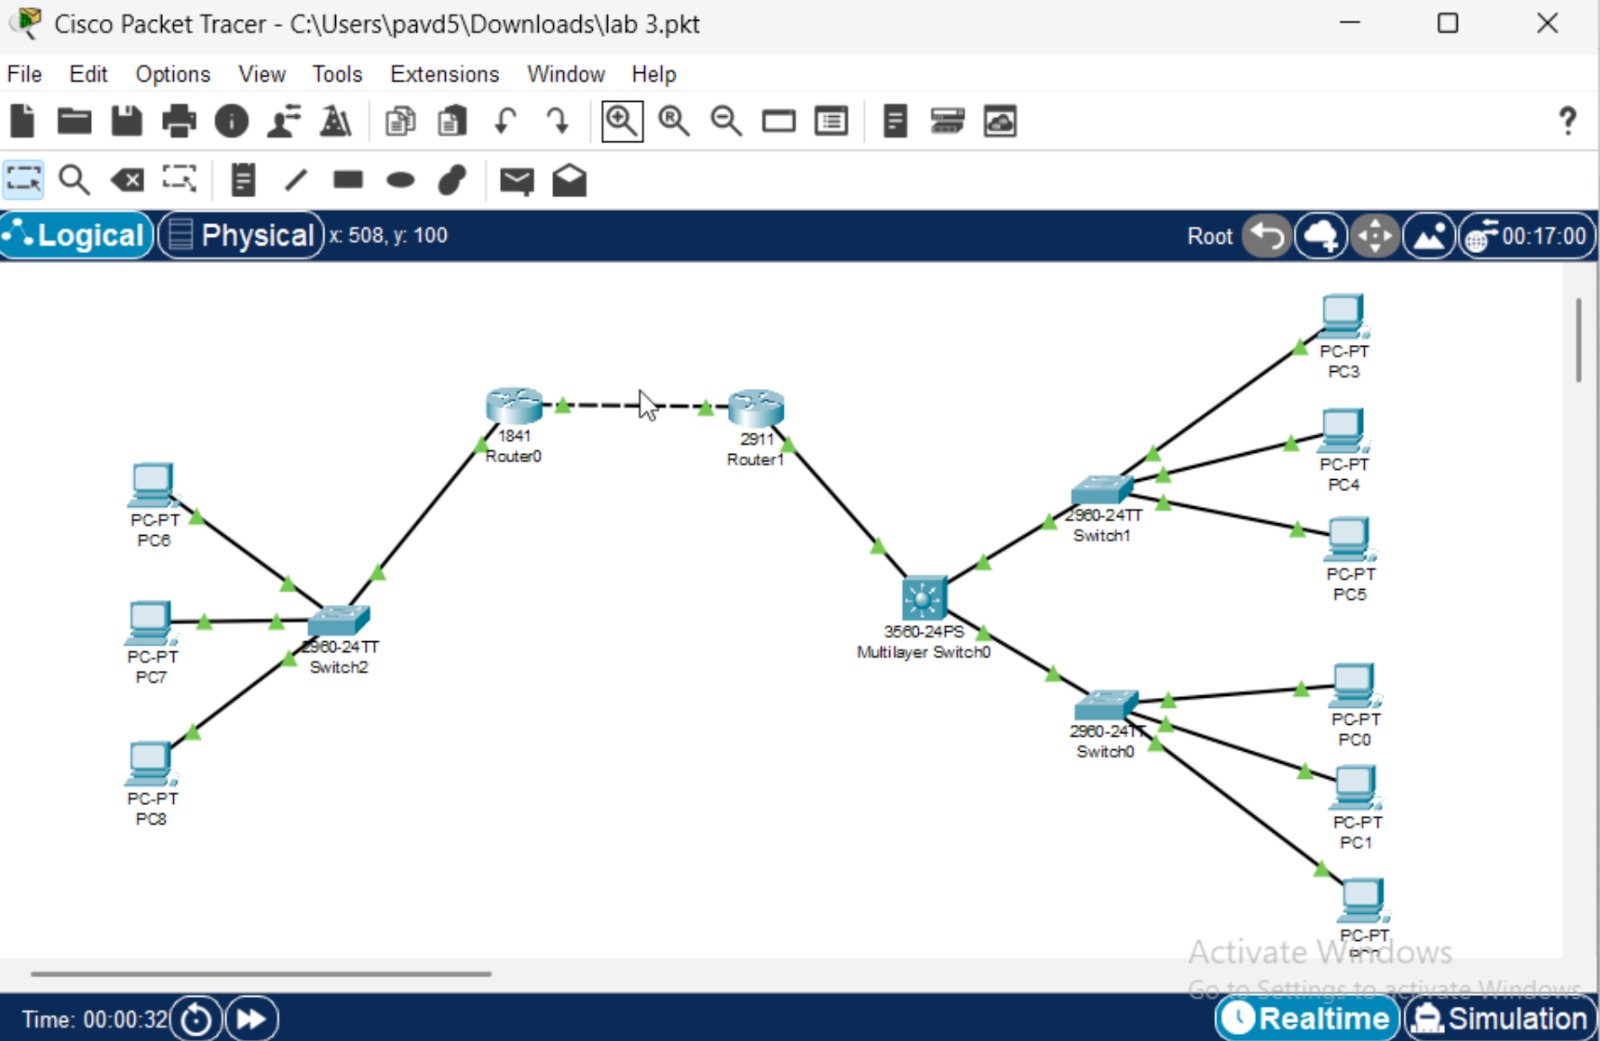 Cisco Packet Tracer - C:\Users\pavd5\Downloads\lab 3.pkt
File Edit Options View Tools Extensions Window Help
?
Logical Physical x: 508, y: 100 Root 00:17:00
PC-PT
PC3
1841
Router0
2911
Router1
PC-PT
PC4
PC-PT
PC6
2960-24TT
Switch1
PC-PT
PC5
3560-24PS
Multilayer Switch0
PC-PT
PC7
2960-24TT
Switch2
2960-24TT
Switch0
PC-PT
PC0
PC-PT
PC8
PC-PT
PC1
PC-PT
Activate Windows
Go to Settings to activate Windows.
Time: 00:00:32 Realtime Simulation